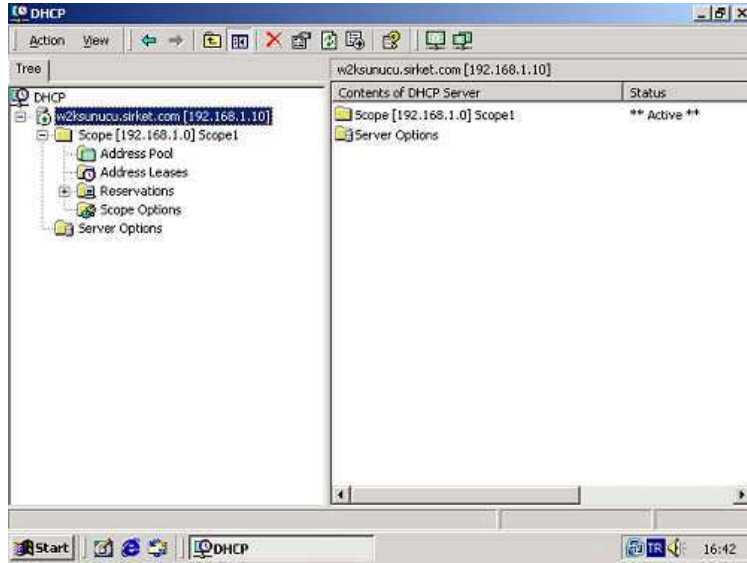 DHCP
Action View
Tree
w2ksunucu.sirket.com [192.168.1.10]
DHCP
w2ksunucu.sirket.com [192.168.1.10]
Scope [192.168.1.0] Scope1
Address Pool
Address Leases
Reservations
Scope Options
Server Options
Contents of DHCP Server Status
Scope [192.168.1.0] Scope1 ** Active **
Server Options
Start DHCP TR 16:42